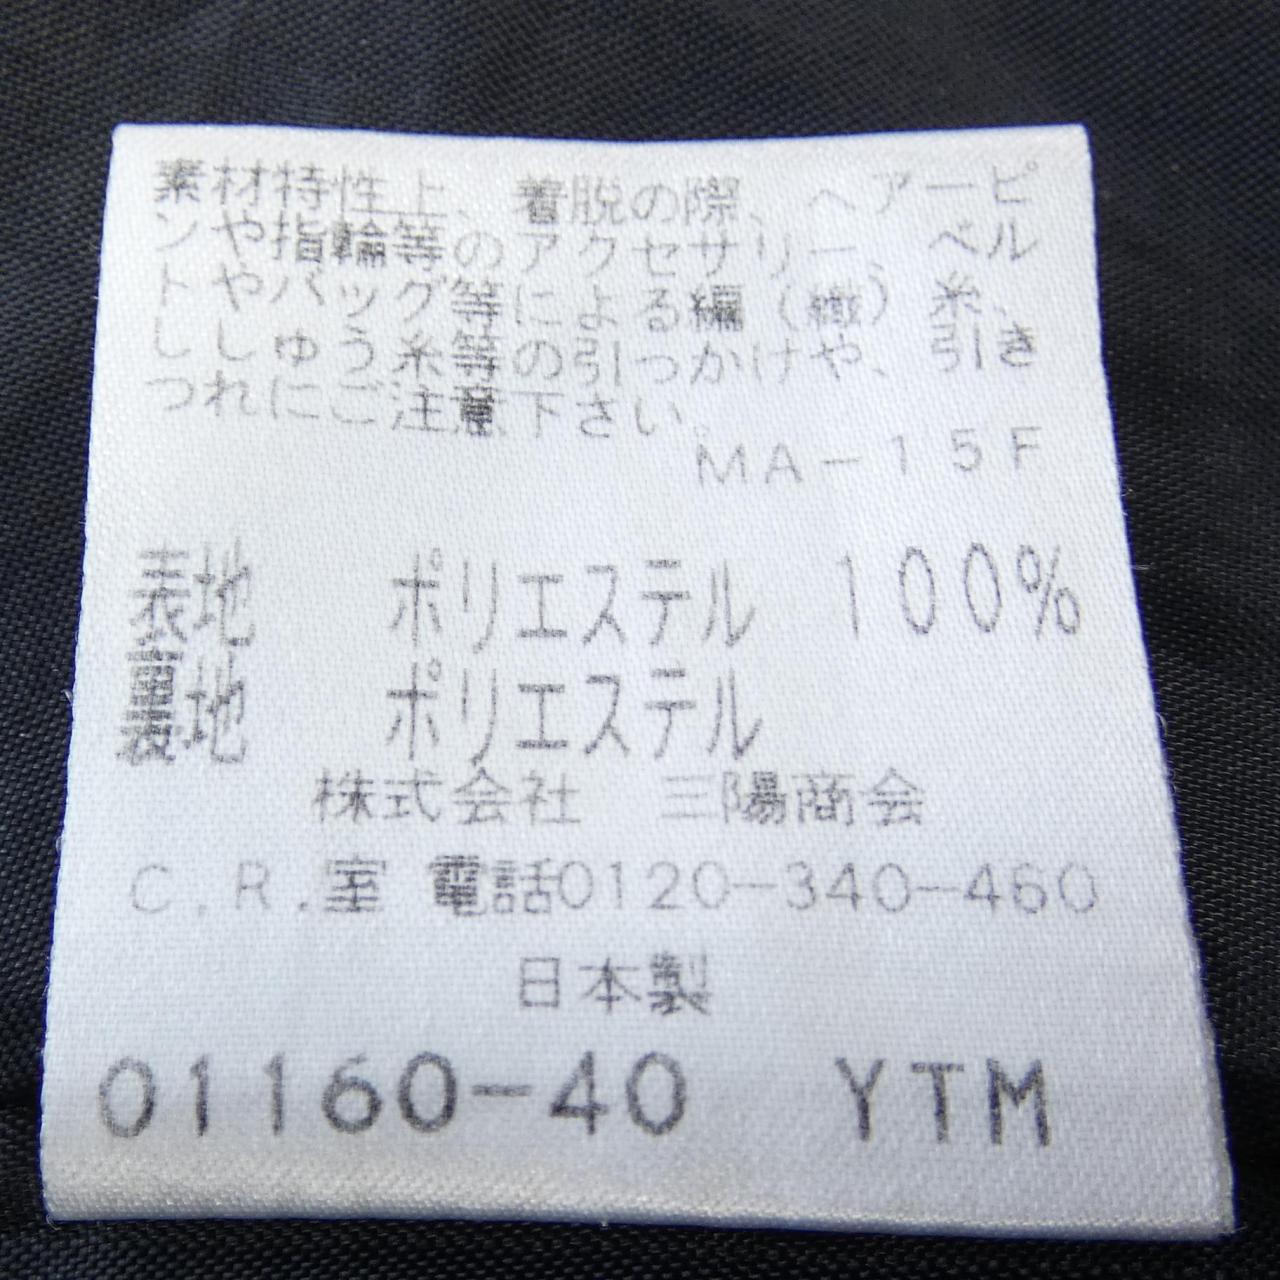 素材特性上、着脱の際、ヘアーピ
ンや指輪等のアクセサリー、ベル
トやバッグ等による編（織）糸、
ししゅう糸等の引っかけや、引き
つれにご注意下さい。
MA－15F
表地 ポリエステル 100%
裏地 ポリエステル
株式会社 三陽商会
C.R.室 電話0120-340-460
日本製
01160-40 YTM